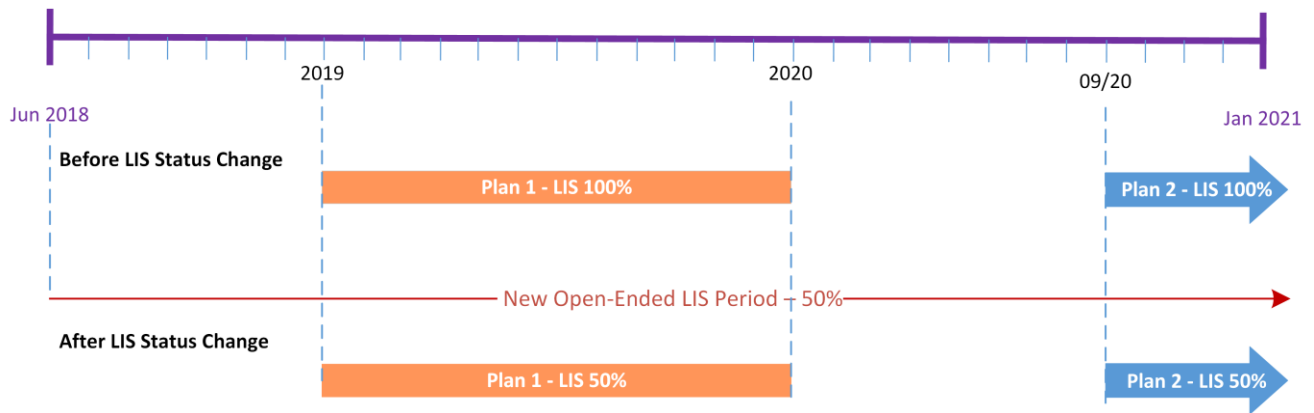 2019
2020
09/20
Jun 2018
Jan 2021
Before LIS Status Change
Plan 1 - LIS 100%
Plan 2 - LIS 100%
New Open-Ended LIS Period – 50%
After LIS Status Change
Plan 1 - LIS 50%
Plan 2 - LIS 50%